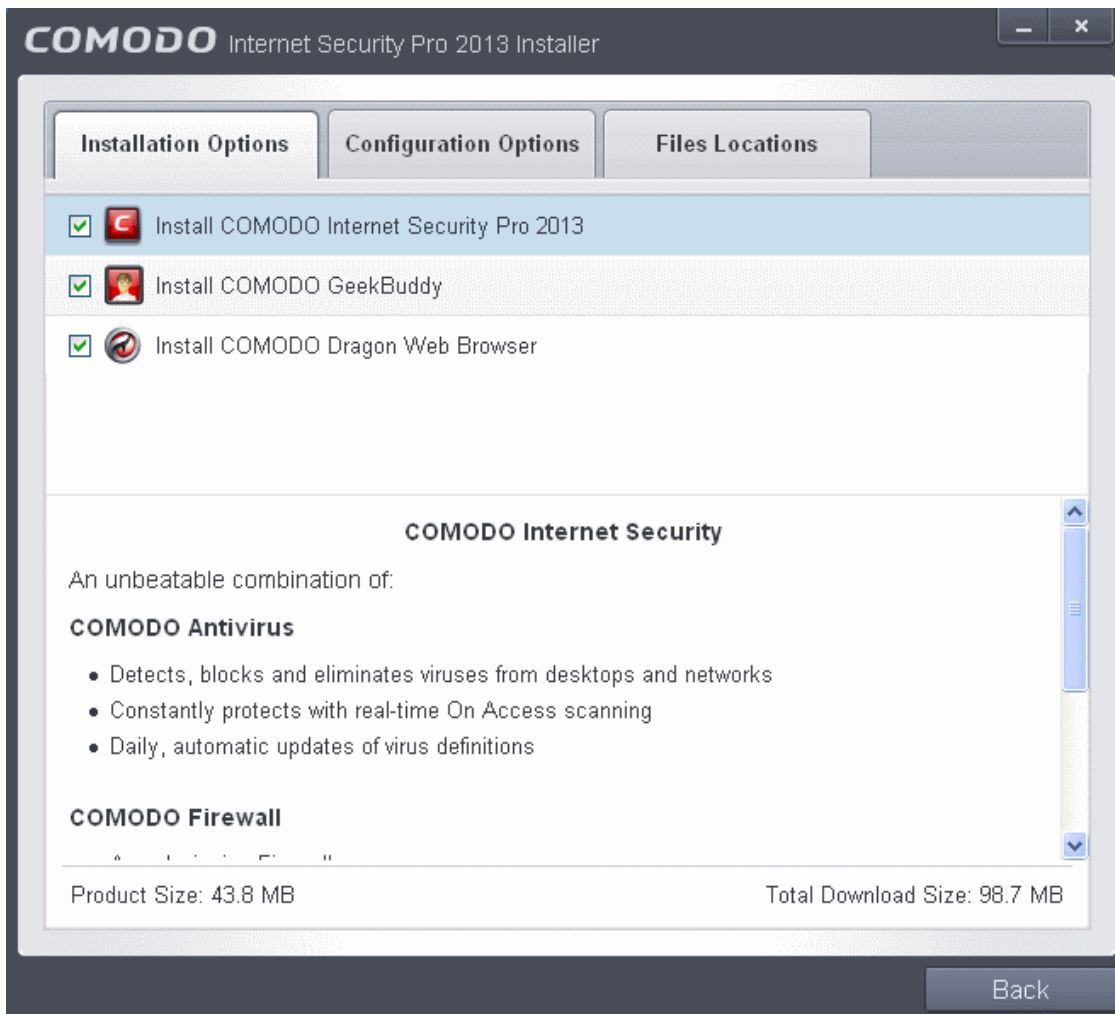 COMODO Internet Security Pro 2013 Installer
Installation Options
Configuration Options
Files Locations
Install COMODO Internet Security Pro 2013
Install COMODO GeekBuddy
Install COMODO Dragon Web Browser
COMODO Internet Security
An unbeatable combination of:
COMODO Antivirus
• Detects, blocks and eliminates viruses from desktops and networks
• Constantly protects with real-time On Access scanning
• Daily, automatic updates of virus definitions
COMODO Firewall
Product Size: 43.8 MB
Total Download Size: 98.7 MB
Back